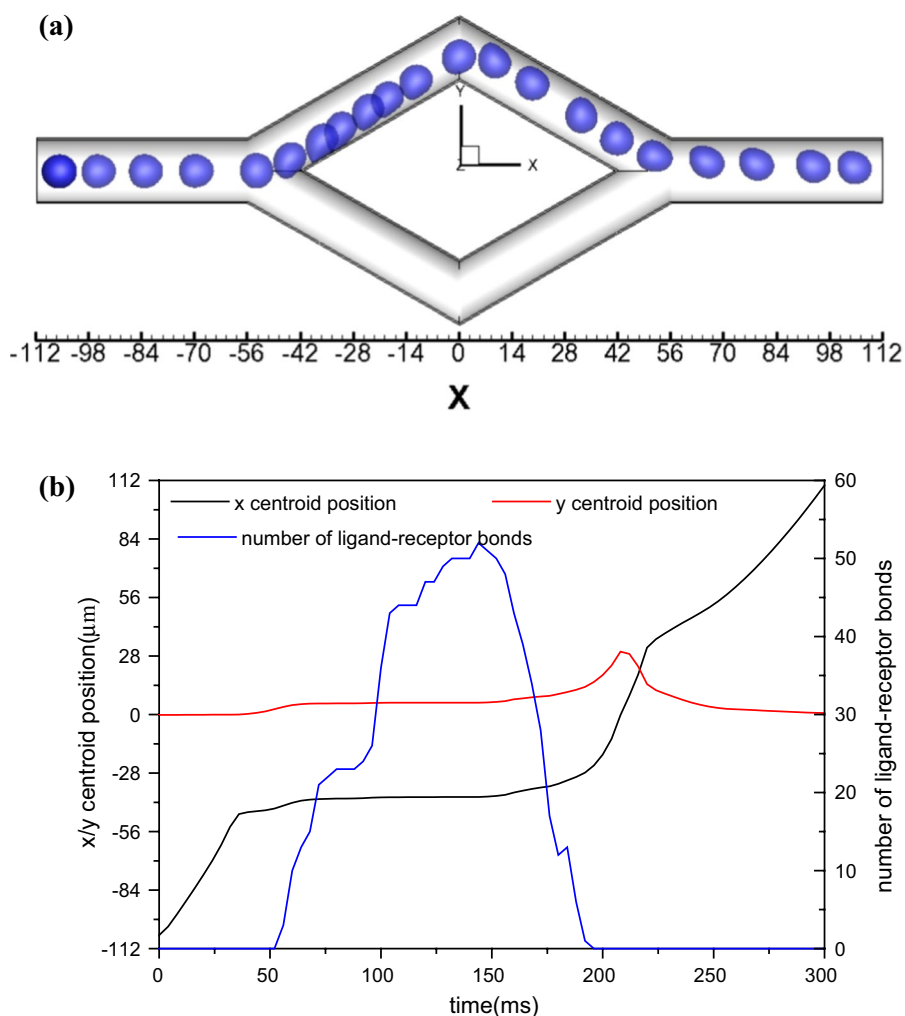 (a)
Y
Z X
-112 -98 -84 -70 -56 -42 -28 -14 0 14 28 42 56 70 84 98 112
X
(b)
x centroid position
y centroid position
number of ligand-receptor bonds
x/y centroid position(μm)
112
84
56
28
0
-28
-56
-84
-112
60
50
40
30
20
10
0
number of ligand-receptor bonds
0 50 100 150 200 250 300
time(ms)